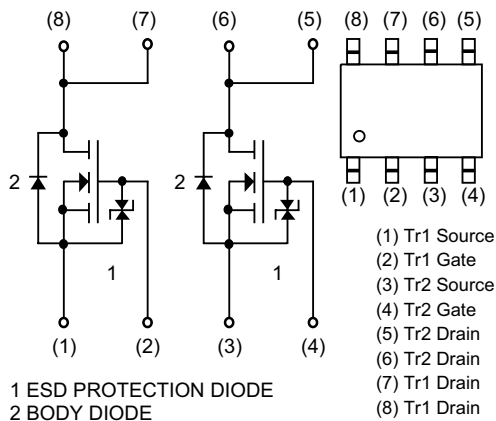 (8) (7) (6) (5) (8) (7) (6) (5)
2 2
1 1
(1) (2) (3) (4)
(1) (2) (3) (4)
(1) Tr1 Source
(2) Tr1 Gate
(3) Tr2 Source
(4) Tr2 Gate
(5) Tr2 Drain
(6) Tr2 Drain
(7) Tr1 Drain
(8) Tr1 Drain
1 ESD PROTECTION DIODE
2 BODY DIODE